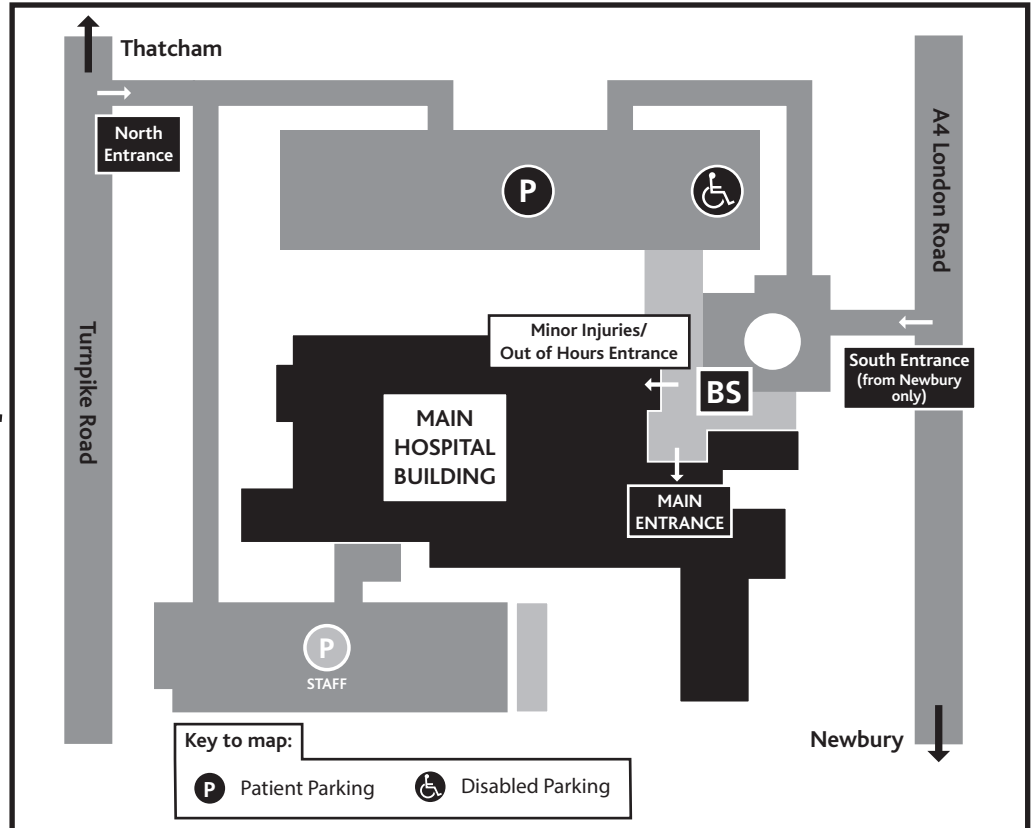 Thatcham
North
Entrance
P
A4 London Road
Turnpike Road
Minor Injuries/
Out of Hours Entrance
South Entrance
(from Newbury
only)
BS
MAIN
HOSPITAL
BUILDING
MAIN
ENTRANCE
P
STAFF
Newbury
Key to map:
P Patient Parking
Disabled Parking